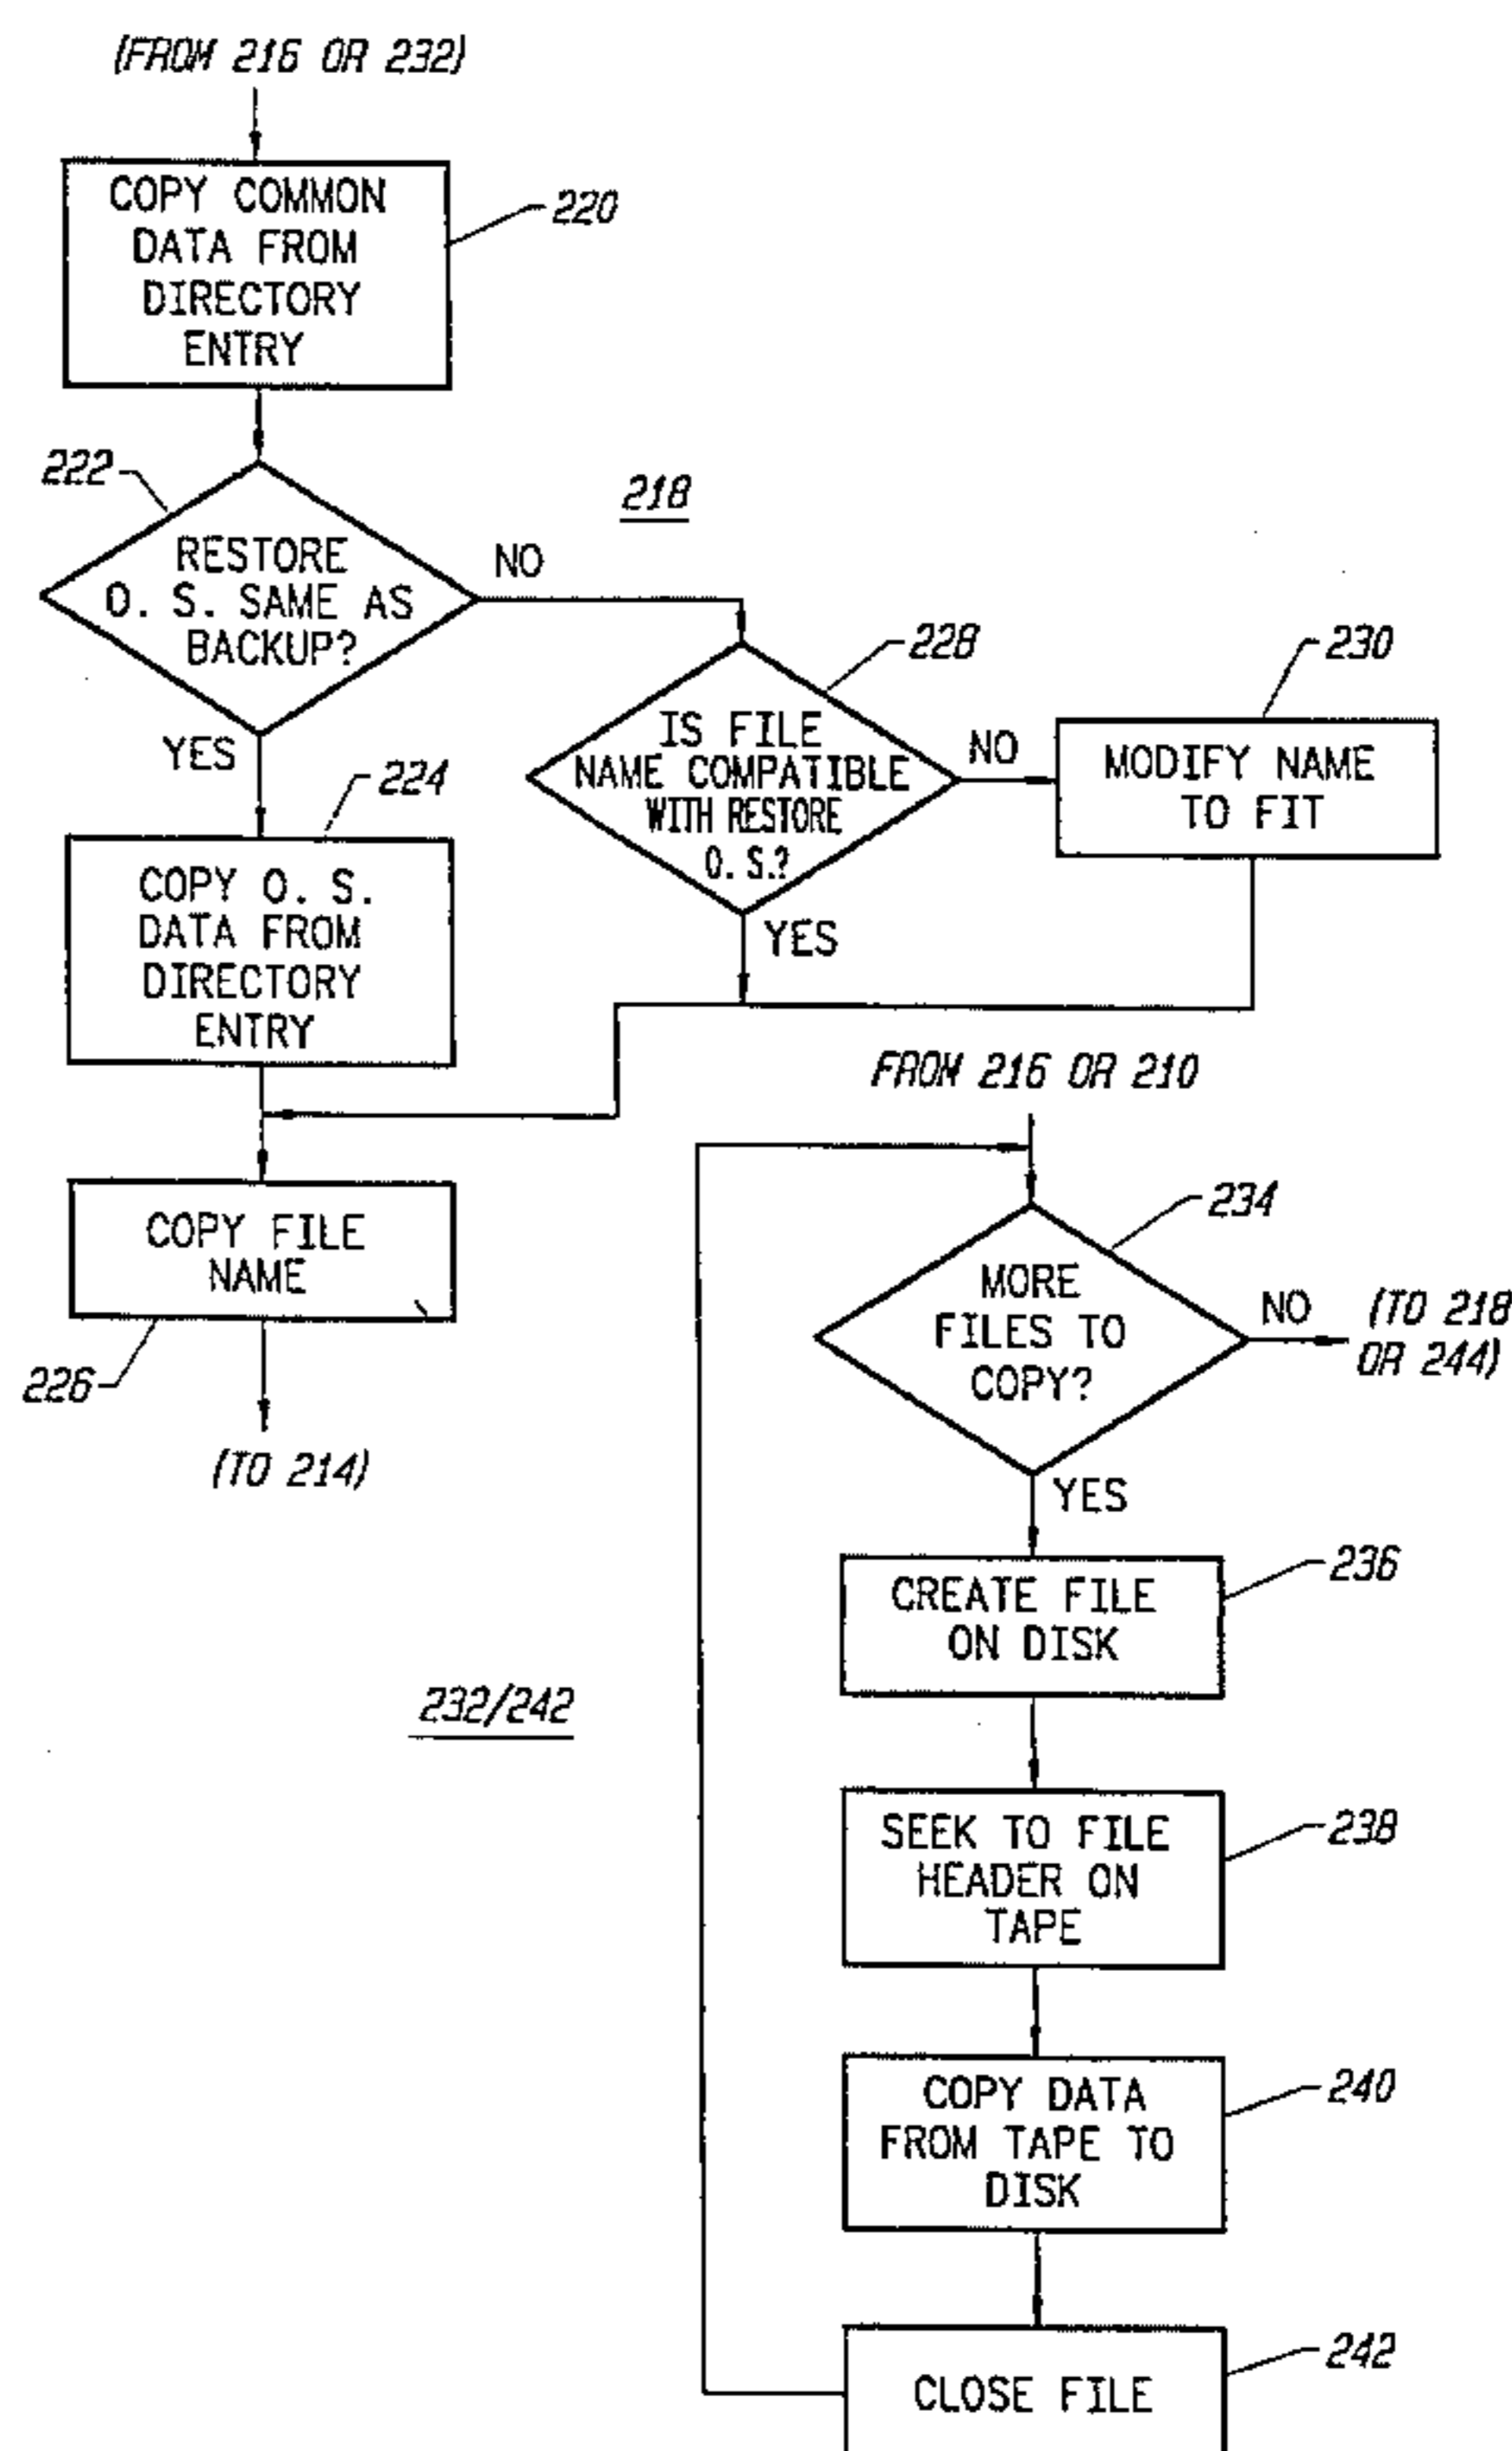 (FROM 216 OR 232)
COPY COMMON
DATA FROM
DIRECTORY
ENTRY
220
222
RESTORE
O. S. SAME AS
BACKUP?
NO
218
YES
224
COPY O. S.
DATA FROM
DIRECTORY
ENTRY
228
IS FILE
NAME COMPATIBLE
WITH RESTORE
O. S.?
NO
YES
230
MODIFY NAME
TO FIT
COPY FILE
NAME
226
(TO 214)
FROM 216 OR 210
234
MORE
FILES TO
COPY?
NO
(TO 218
OR 244)
YES
236
CREATE FILE
ON DISK
232/242
238
SEEK TO FILE
HEADER ON
TAPE
240
COPY DATA
FROM TAPE TO
DISK
242
CLOSE FILE